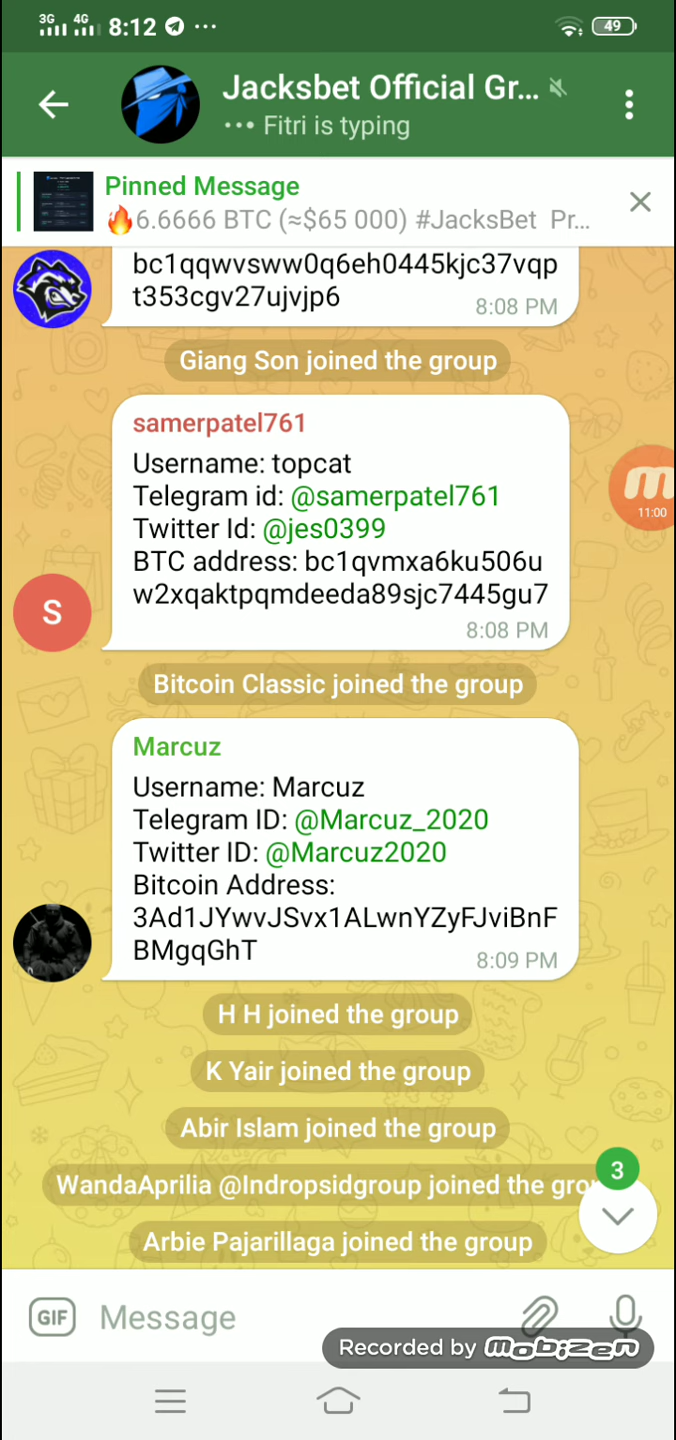 3G 4G 8:12 49
Jacksbet Official Gr...
Fitri is typing
Pinned Message
🔥6.6666 BTC (≈$65 000) #JacksBet Pr...
bc1qqwvsww0q6eh0445kjc37vqp
t353cgv27ujvjp6
8:08 PM
Giang Son joined the group
samerpatel761
Username: topcat
Telegram id: @samerpatel761
Twitter Id: @jes0399
BTC address: bc1qvmxa6ku506u
w2xqaktpqmdeeda89sjc7445gu7
8:08 PM
S
11:00
Bitcoin Classic joined the group
Marcuz
Username: Marcuz
Telegram ID: @Marcuz_2020
Twitter ID: @Marcuz2020
Bitcoin Address:
3Ad1JYwvJSvx1ALwnYZyFJviBnF
BMgqGhT
8:09 PM
H H joined the group
K Yair joined the group
Abir Islam joined the group
WandaAprilia @Indropsidgroup joined the gro
3
Arbie Pajarillaga joined the group
GIF Message
Recorded by mobizen